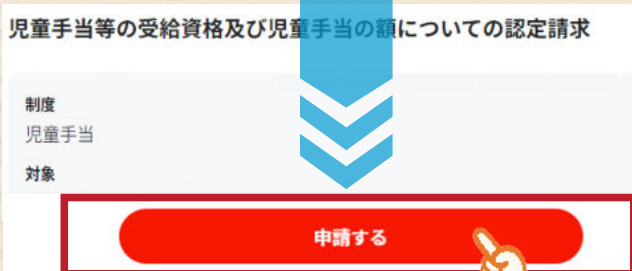 児童手当等の受給資格及び児童手当の額についての認定請求
制度
児童手当
対象
申請する